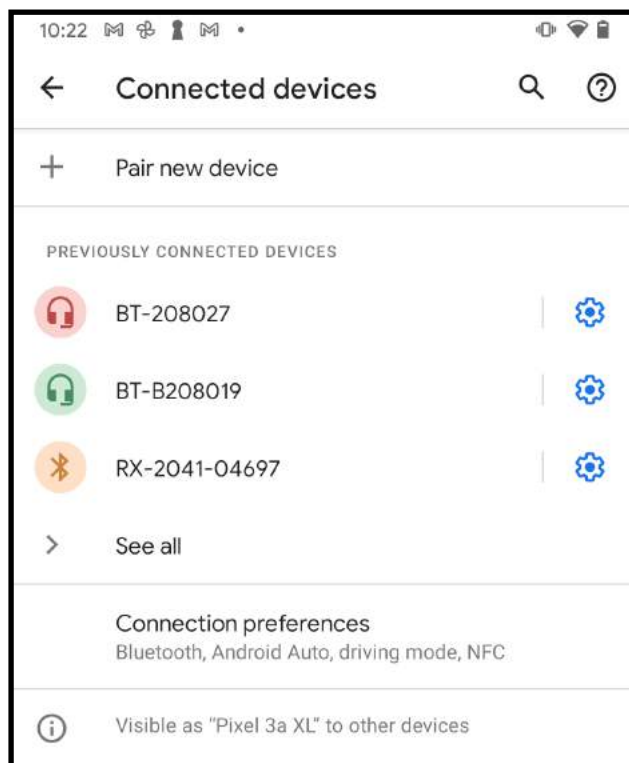 10:22
Connected devices
Pair new device
PREVIOUSLY CONNECTED DEVICES
BT-208027
BT-B208019
RX-2041-04697
See all
Connection preferences
Bluetooth, Android Auto, driving mode, NFC
Visible as "Pixel 3a XL" to other devices